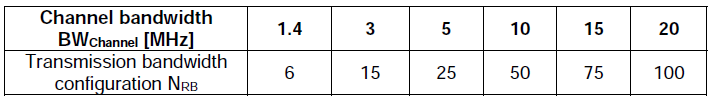 Channel bandwidth
BWChannel [MHz] 1.4 3 5 10 15 20
Transmission bandwidth
configuration NRB 6 15 25 50 75 100